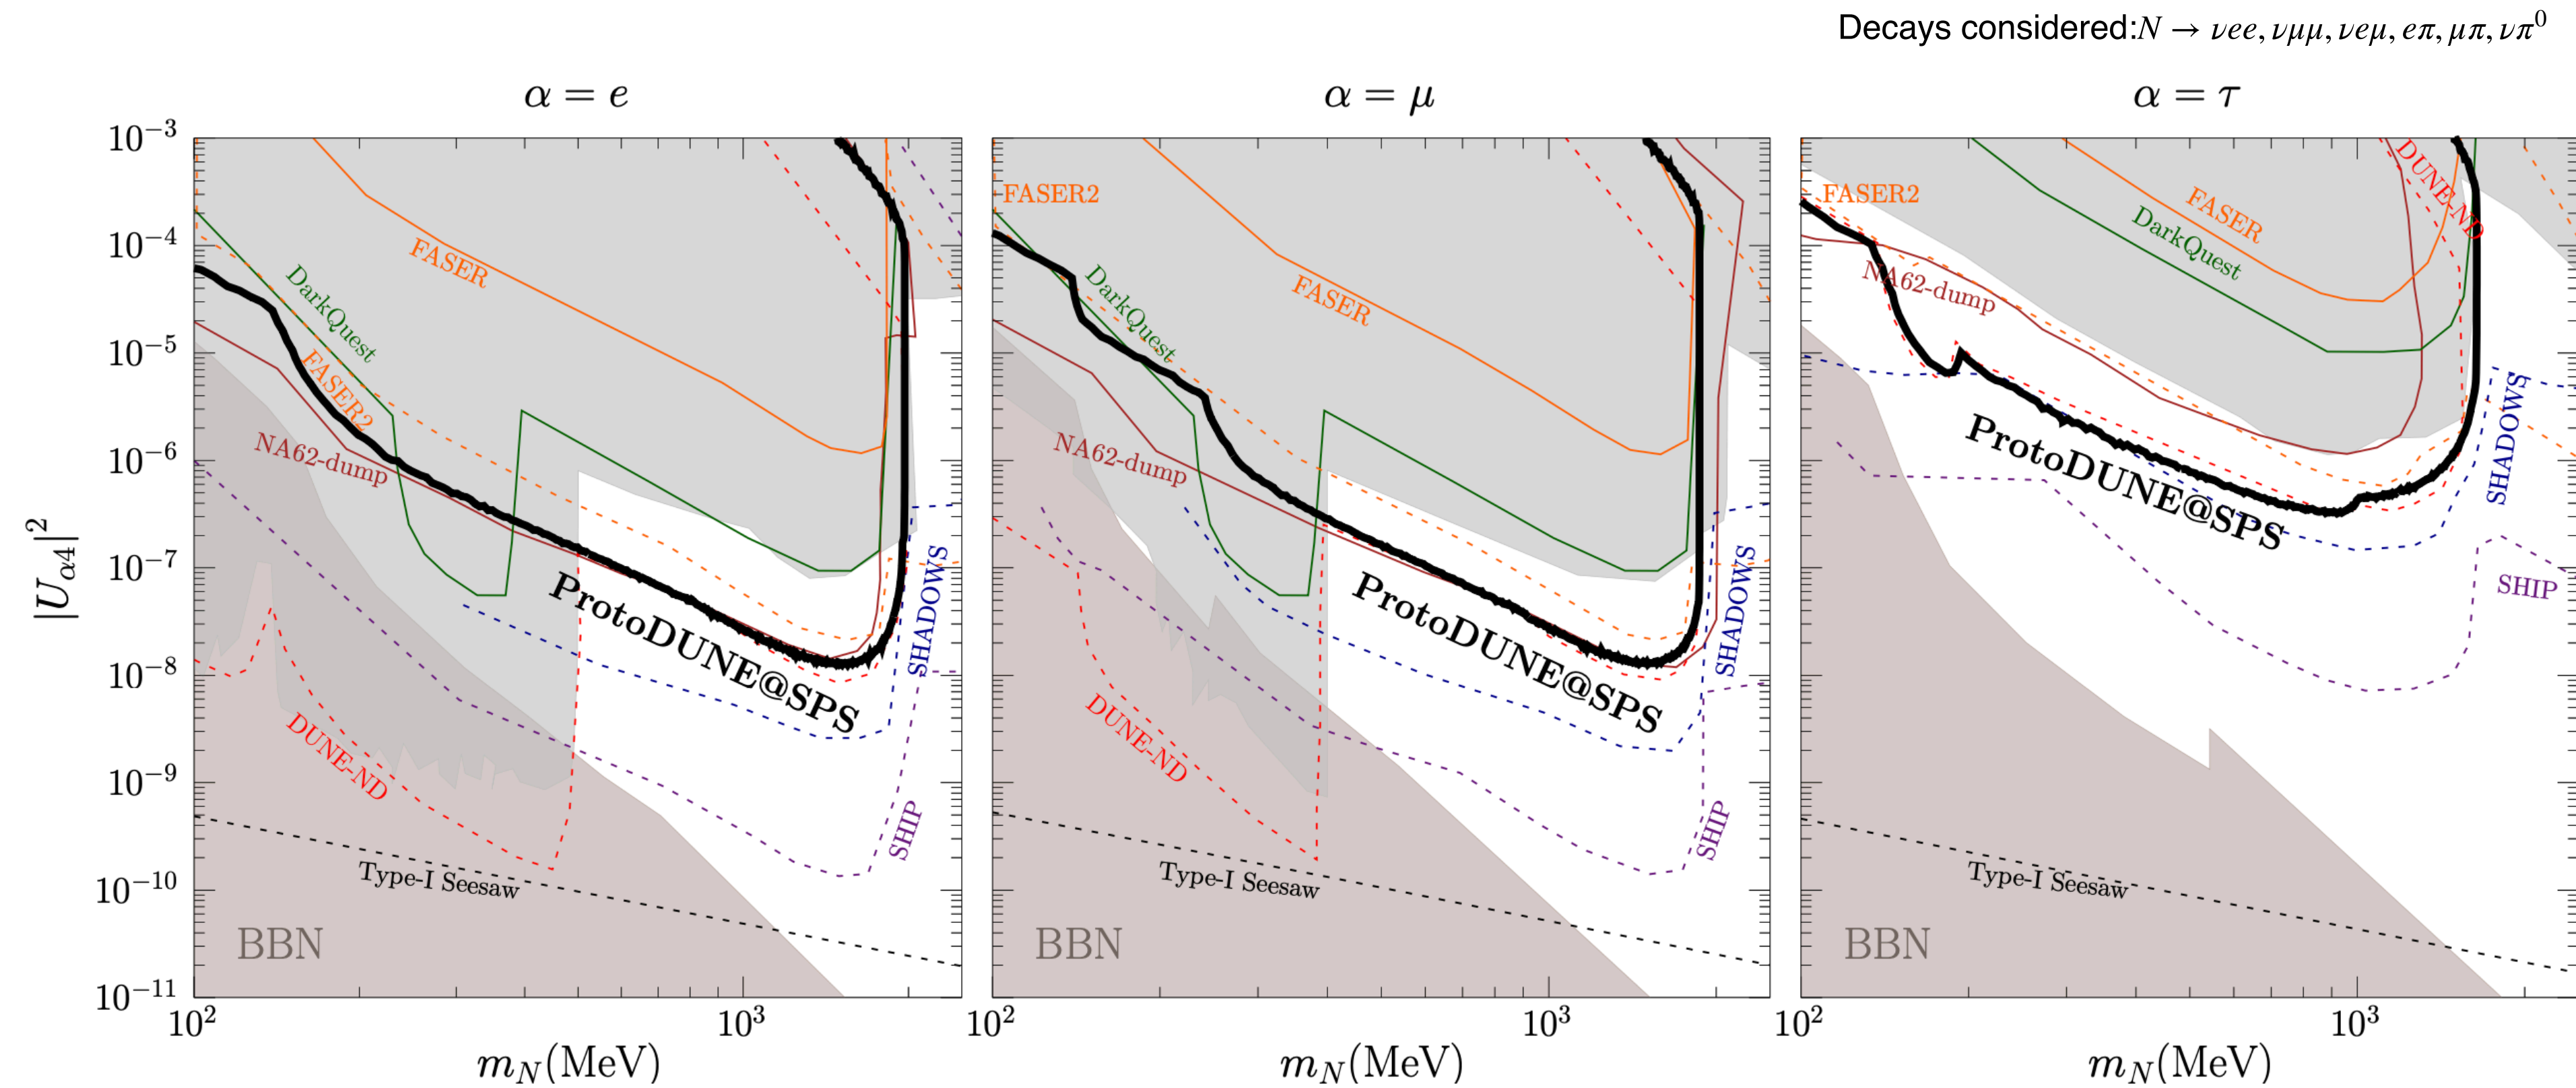 Decays considered:N → νee, νμμ, νeμ, eπ, μπ, νπ⁰
α = e
α = μ
α = τ
|U_{α4}|²
10⁻³
10⁻⁴
10⁻⁵
10⁻⁶
10⁻⁷
10⁻⁸
10⁻⁹
10⁻¹⁰
10⁻¹¹
FASER
DarkQuest
FASER2
NA62-dump
ProtoDUNE@SPS
SHADOWS
DUNE-ND
SHIP
Type-I Seesaw
BBN
10²
10³
m_N(MeV)
FASER2
DarkQuest
FASER
NA62-dump
ProtoDUNE@SPS
SHADOWS
DUNE-ND
SHIP
Type-I Seesaw
BBN
10²
10³
m_N(MeV)
FASER2
FASER
DarkQuest
DUNE-ND
NA62-dump
ProtoDUNE@SPS
SHADOWS
SHIP
Type-I Seesaw
BBN
10²
10³
m_N(MeV)